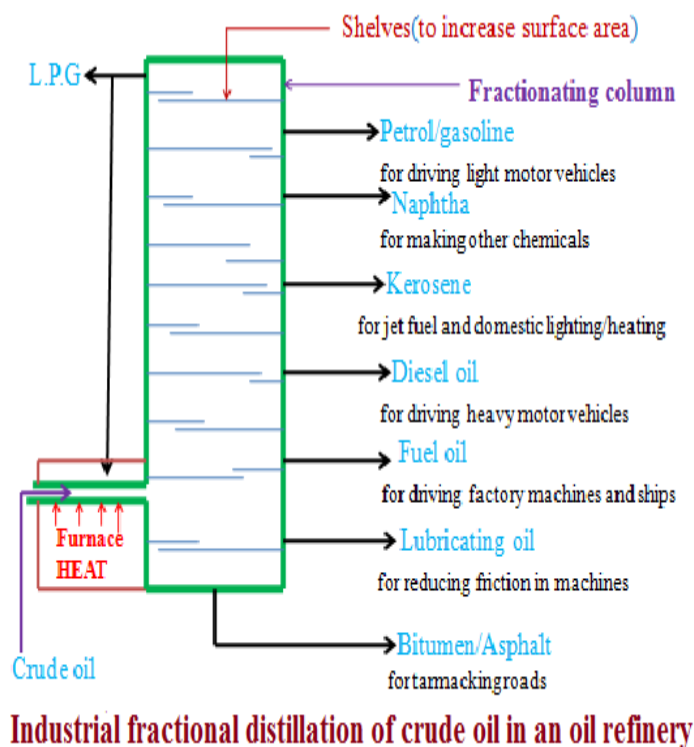 Shelves(to increase surface area)
L.P.G
Fractionating column
Petrol/gasoline
for driving light motor vehicles
Naphtha
for making other chemicals
Kerosene
for jet fuel and domestic lighting/heating
Diesel oil
for driving heavy motor vehicles
Fuel oil
for driving factory machines and ships
Furnace
HEAT
Lubricating oil
for reducing friction in machines
Bitumen/Asphalt
for tarmacking roads
Crude oil
Industrial fractional distillation of crude oil in an oil refinery